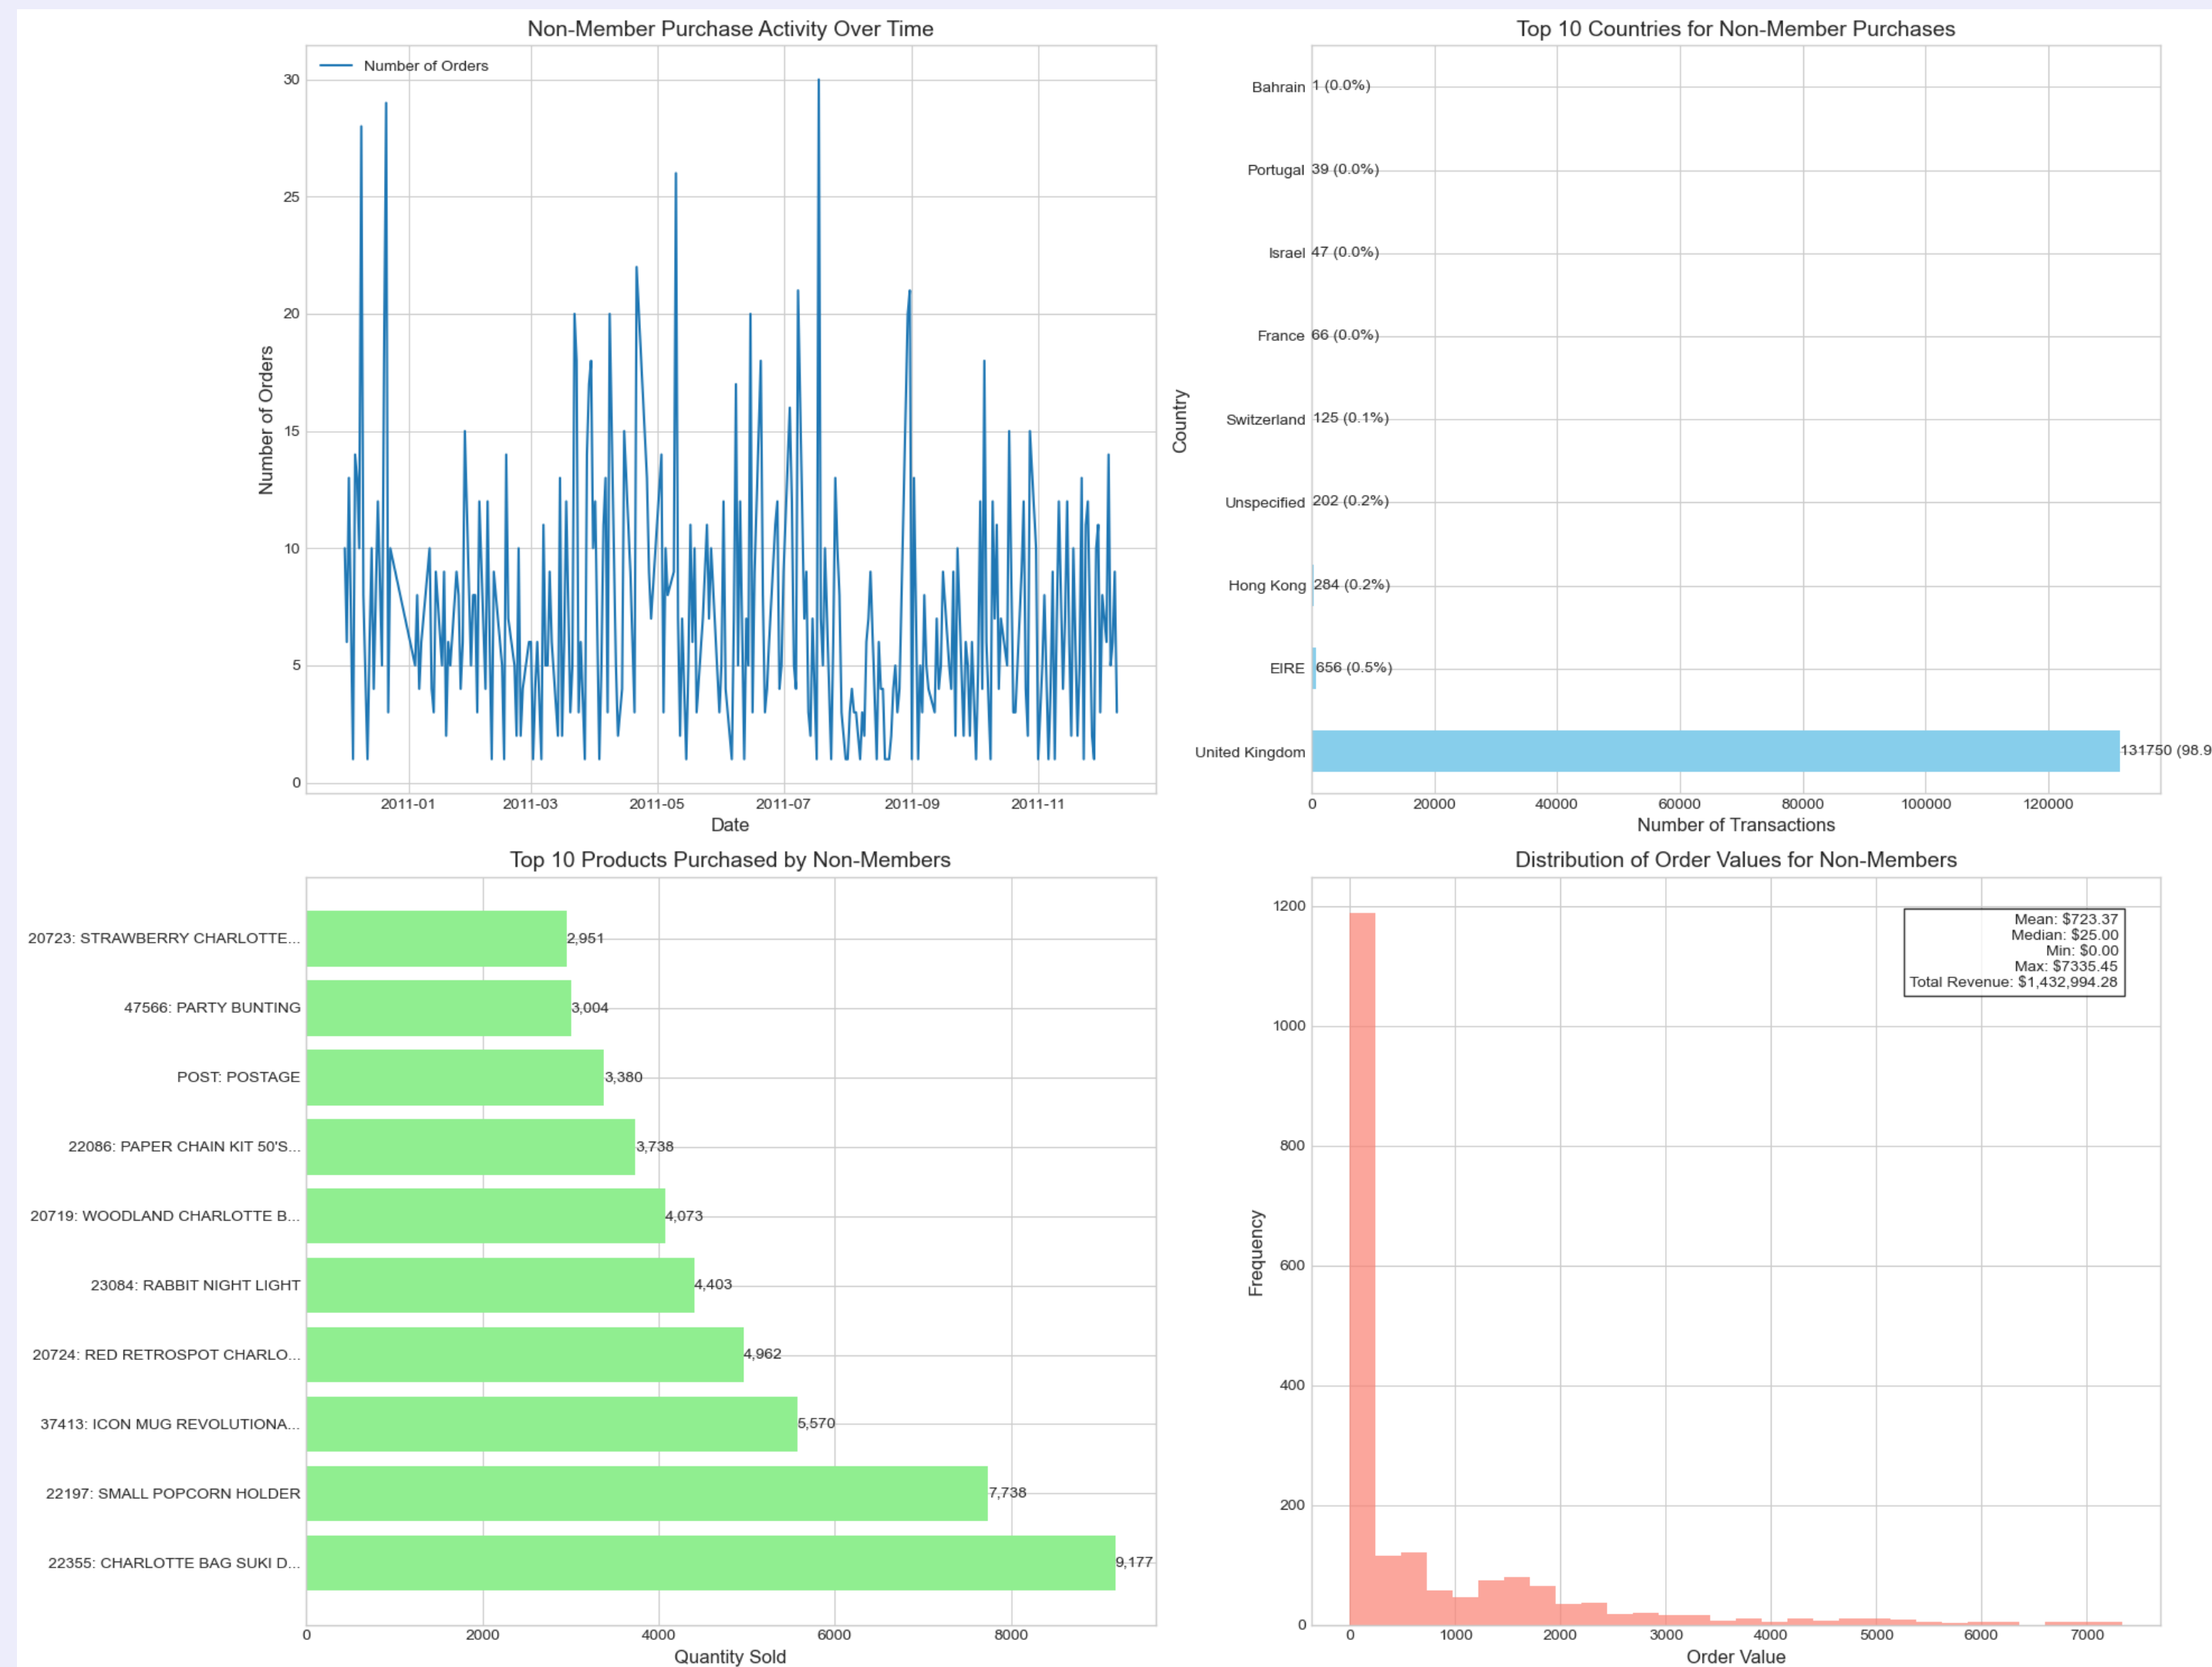 Non-Member Purchase Activity Over Time
Number of Orders
30
25
20
15
10
5
0
Number of Orders
2011-01
2011-03
2011-05
2011-07
2011-09
2011-11
Date
Top 10 Countries for Non-Member Purchases
Country
Bahrain 1 (0.0%)
Portugal 39 (0.0%)
Israel 47 (0.0%)
France 66 (0.0%)
Switzerland 125 (0.1%)
Unspecified 202 (0.2%)
Hong Kong 284 (0.2%)
EIRE 656 (0.5%)
United Kingdom 131750 (98.9
0
20000
40000
60000
80000
100000
120000
Number of Transactions
Top 10 Products Purchased by Non-Members
20723: STRAWBERRY CHARLOTTE... 2,951
47566: PARTY BUNTING 3,004
POST: POSTAGE 3,380
22086: PAPER CHAIN KIT 50'S... 3,738
20719: WOODLAND CHARLOTTE B... 4,073
23084: RABBIT NIGHT LIGHT 4,403
20724: RED RETROSPOT CHARLO... 4,962
37413: ICON MUG REVOLUTIONA... 5,570
22197: SMALL POPCORN HOLDER 7,738
22355: CHARLOTTE BAG SUKI D... 9,177
0
2000
4000
6000
8000
Quantity Sold
Distribution of Order Values for Non-Members
Mean: $723.37
Median: $25.00
Min: $0.00
Max: $7335.45
Total Revenue: $1,432,994.28
1200
1000
800
600
400
200
0
Frequency
0
1000
2000
3000
4000
5000
6000
7000
Order Value